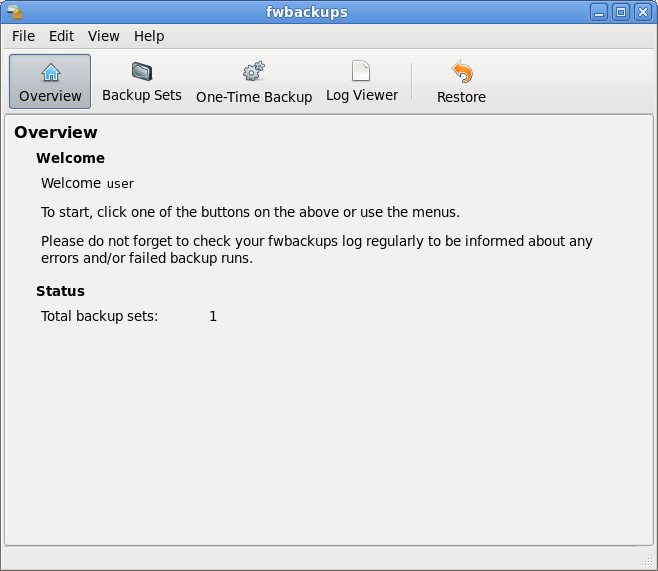 fwbackups
File Edit View Help
Overview Backup Sets One-Time Backup Log Viewer Restore
Overview
Welcome
Welcome user
To start, click one of the buttons on the above or use the menus.
Please do not forget to check your fwbackups log regularly to be informed about any
errors and/or failed backup runs.
Status
Total backup sets: 1